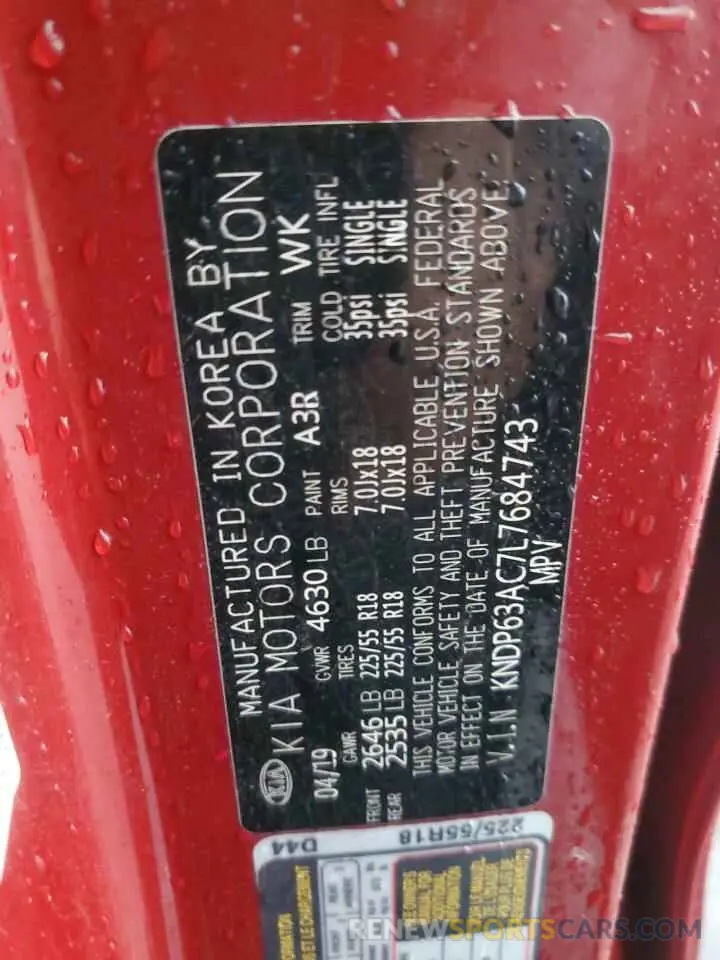 MANUFACTURED IN KOREA BY
KIA KIA MOTORS CORPORATION
04/19 GVWR 4630 LB PAINT A3R TRIM WK
GAWR TIRES RIMS COLD TIRE INFL
FRONT 2646 LB 225/55 R18 7.0Jx18 35psi SINGLE
REAR 2535 LB 225/55 R18 7.0Jx18 35psi SINGLE
THIS VEHICLE CONFORMS TO ALL APPLICABLE U.S.A. FEDERAL
MOTOR VEHICLE SAFETY AND THEFT PREVENTION STANDARDS
IN EFFECT ON THE DATE OF MANUFACTURE SHOWN ABOVE.
V.I.N KNDP63AC7L7684743
MPV
225/55R18
D44
RENEWSPORTSCARS.COM